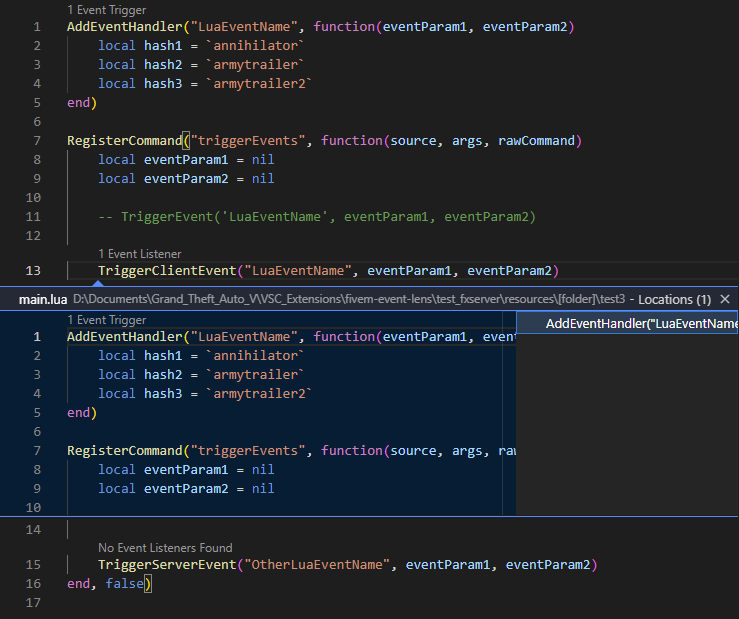 1 Event Trigger
1 AddEventHandler("LuaEventName", function(eventParam1, eventParam2)
2 local hash1 = `annihilator`
3 local hash2 = `armytrailer`
4 local hash3 = `armytrailer2`
5 end)
6
7 RegisterCommand("triggerEvents", function(source, args, rawCommand)
8 local eventParam1 = nil
9 local eventParam2 = nil
10
11 -- TriggerEvent('LuaEventName', eventParam1, eventParam2)
12
1 Event Listener
13 TriggerClientEvent("LuaEventName", eventParam1, eventParam2)
main.lua D:\Documents\Grand_Theft_Auto_V\VSC_Extensions\fivem-event-lens\test_fxserver\resources\[folder]\test3 - Locations (1)
1 Event Trigger
1 AddEventHandler("LuaEventName", function(eventParam1, event
AddEventHandler("LuaEventName
2 local hash1 = `annihilator`
3 local hash2 = `armytrailer`
4 local hash3 = `armytrailer2`
5 end)
6
7 RegisterCommand("triggerEvents", function(source, args, raw
8 local eventParam1 = nil
9 local eventParam2 = nil
10
14
No Event Listeners Found
15 TriggerServerEvent("OtherLuaEventName", eventParam1, eventParam2)
16 end, false)
17